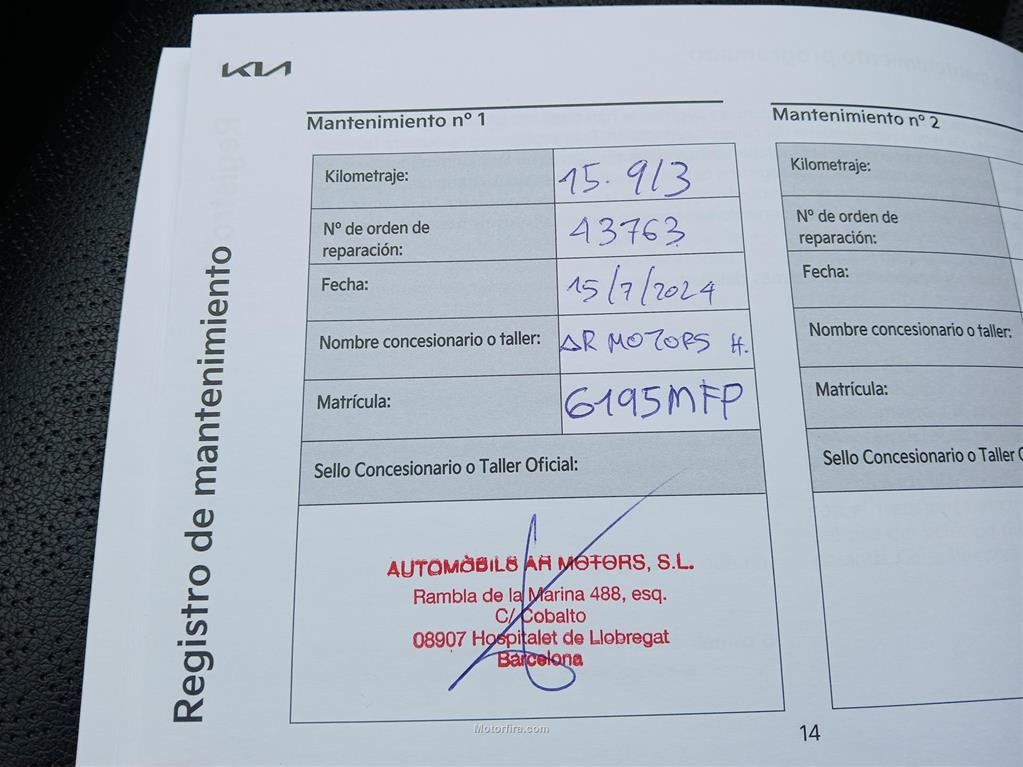 KIA
Registro de mantenimiento
Mantenimiento nº 1
Kilometraje: 15.913
Nº de orden de
reparación: 43763
Fecha: 15/7/2024
Nombre concesionario o taller: AR MOTORS H.
Matrícula: 6195MFP
Sello Concesionario o Taller Oficial:
AUTOMÒBILS AR MOTORS, S.L.
Rambla de la Marina 488, esq.
C/ Cobalto
08907 Hospitalet de Llobregat
Barcelona
Mantenimiento nº 2
Kilometraje:
Nº de orden de
reparación:
Fecha:
Nombre concesionario o taller:
Matrícula:
Sello Concesionario o Taller
14
Motorfira.com